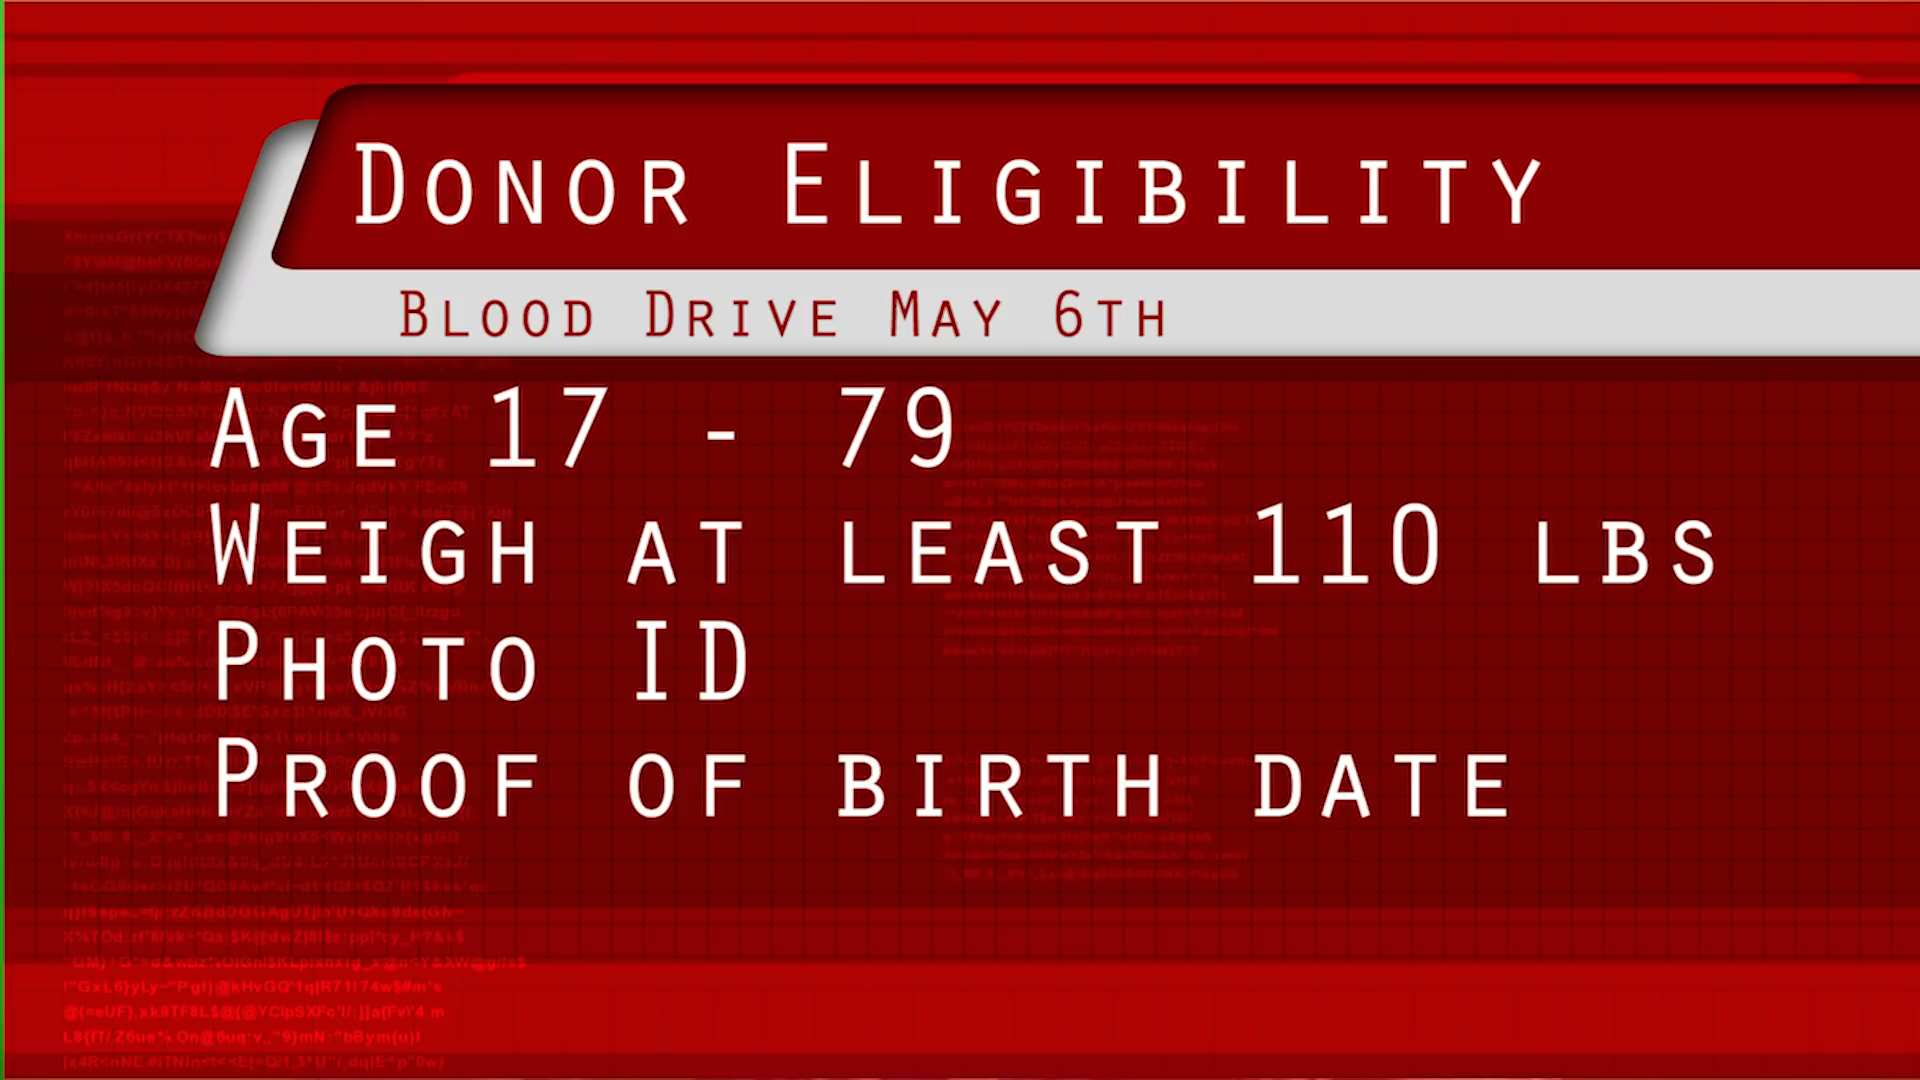 Donor Eligibility
Blood Drive May 6th
Age 17 - 79
Weigh at least 110 lbs
Photo ID
Proof of birth date